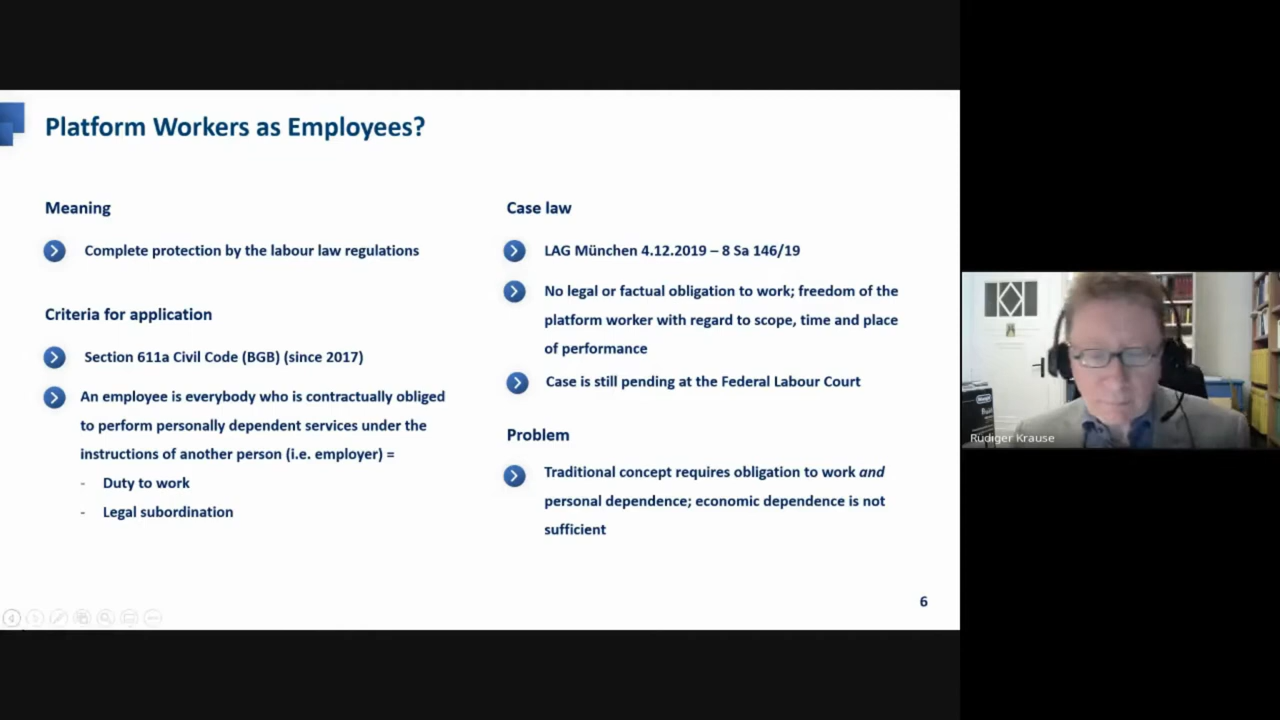 Platform Workers as Employees?
Meaning
Complete protection by the labour law regulations
Criteria for application
Section 611a Civil Code (BGB) (since 2017)
An employee is everybody who is contractually obliged
to perform personally dependent services under the
instructions of another person (i.e. employer) =
- Duty to work
- Legal subordination
Case law
LAG München 4.12.2019 – 8 Sa 146/19
No legal or factual obligation to work; freedom of the
platform worker with regard to scope, time and place
of performance
Case is still pending at the Federal Labour Court
Problem
Traditional concept requires obligation to work and
personal dependence; economic dependence is not
sufficient
6
Rüdiger Krause